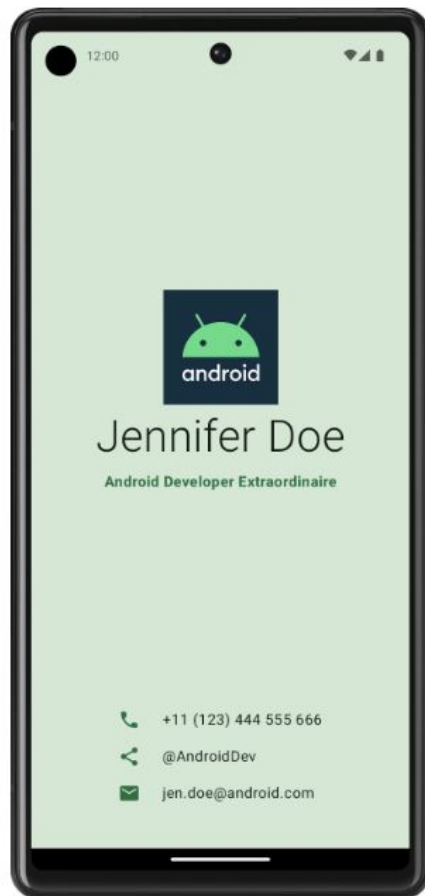 12:00
android
Jennifer Doe
Android Developer Extraordinaire
+11 (123) 444 555 666
@AndroidDev
jen.doe@android.com